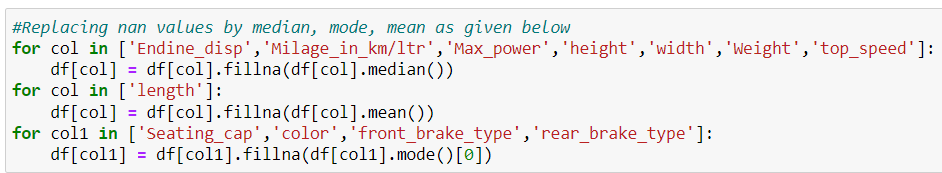 #Replacing nan values by median, mode, mean as given below
for col in ['Endine_disp','Milage_in_km/ltr','Max_power','height','width','Weight','top_speed']:
    df[col] = df[col].fillna(df[col].median())
for col in ['length']:
    df[col] = df[col].fillna(df[col].mean())
for col1 in ['Seating_cap','color','front_brake_type','rear_brake_type']:
    df[col1] = df[col1].fillna(df[col1].mode()[0])